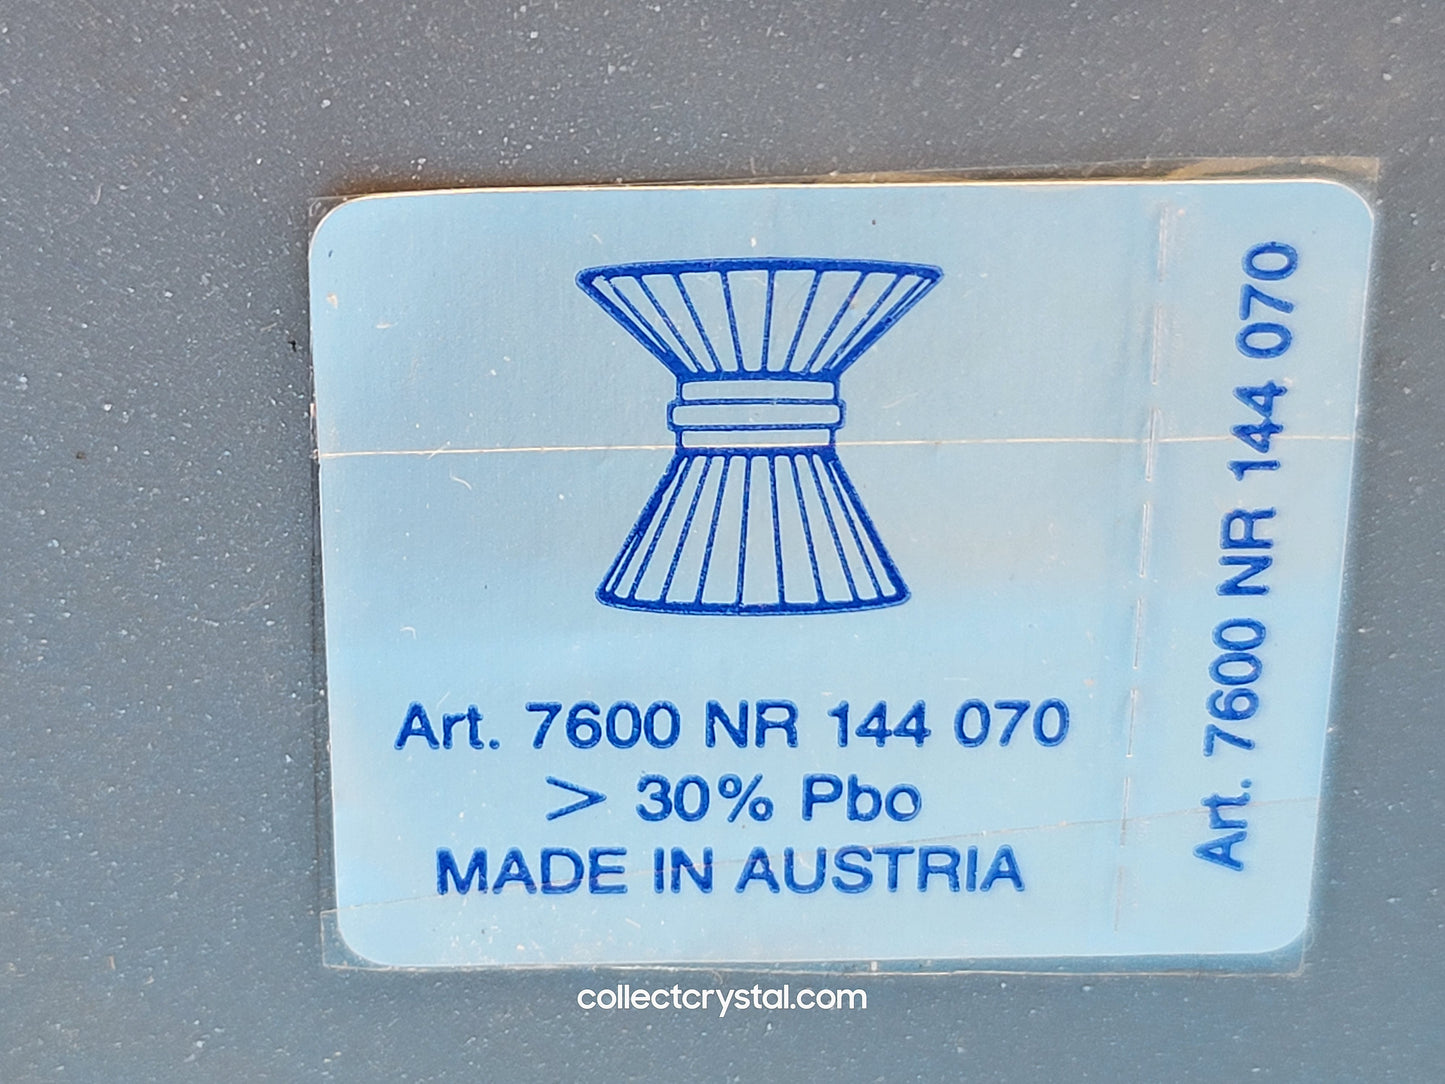 Art. 7600 NR 144 070
> 30% Pbo
MADE IN AUSTRIA
Art. 7600 NR 144 070
collectcrystal.com